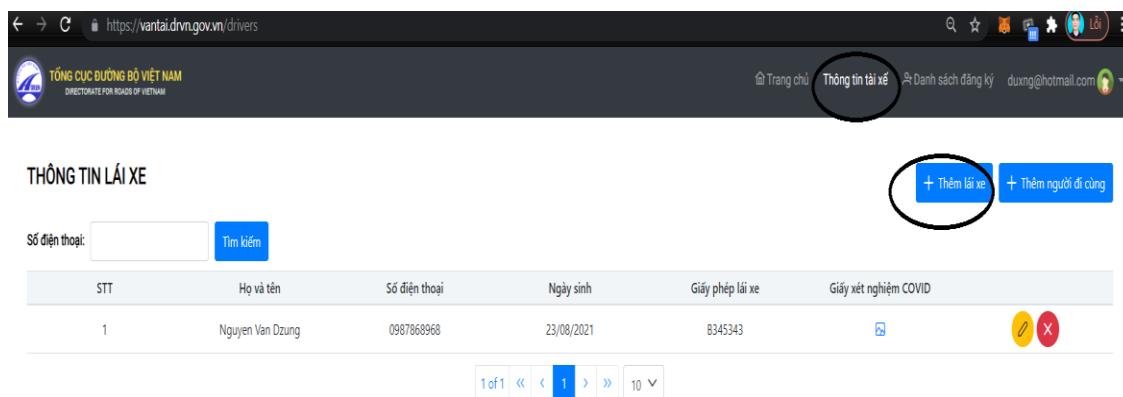 https://vantai.drvn.gov.vn/drivers
Lỗi
TỔNG CỤC ĐƯỜNG BỘ VIỆT NAM
DIRECTORATE FOR ROADS OF VIETNAM
Trang chủ Thông tin tài xế Danh sách đăng ký duxng@hotmail.com
THÔNG TIN LÁI XE
+ Thêm lái xe + Thêm người đi cùng
Số điện thoại: Tìm kiếm
STT Họ và tên Số điện thoại Ngày sinh Giấy phép lái xe Giấy xét nghiệm COVID
1 Nguyen Van Dzung 0987868968 23/08/2021 B345343
1 of 1 « ‹ 1 › » 10